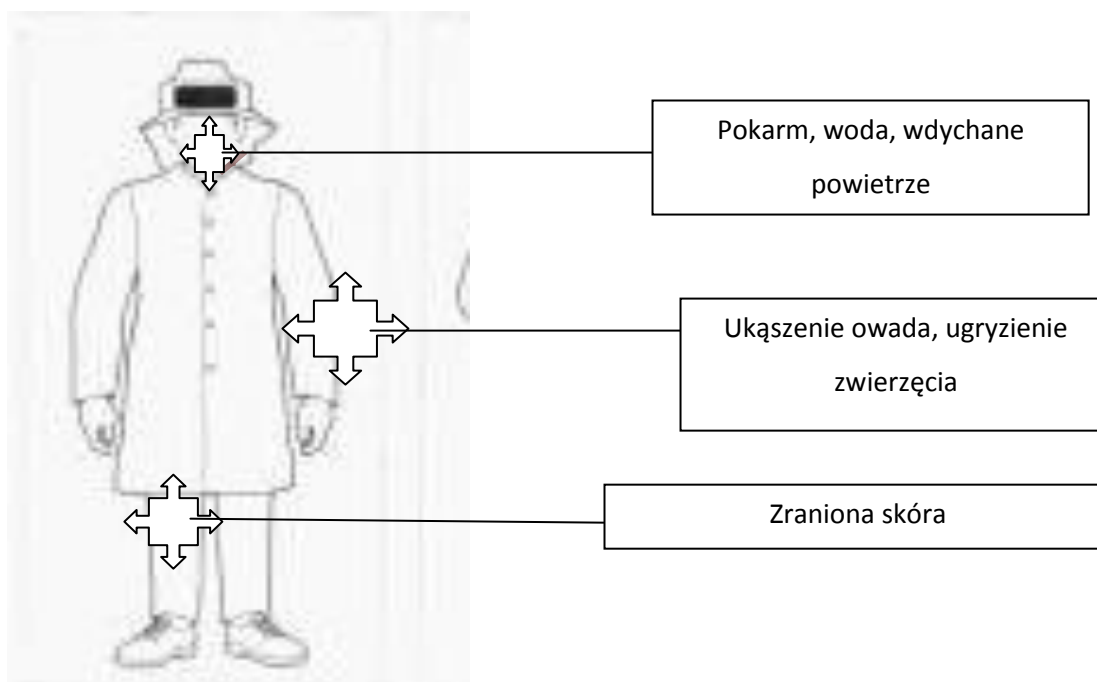 Pokarm, woda, wdychane
powietrze
Ukąszenie owada, ugryzienie
zwierzęcia
Zraniona skóra